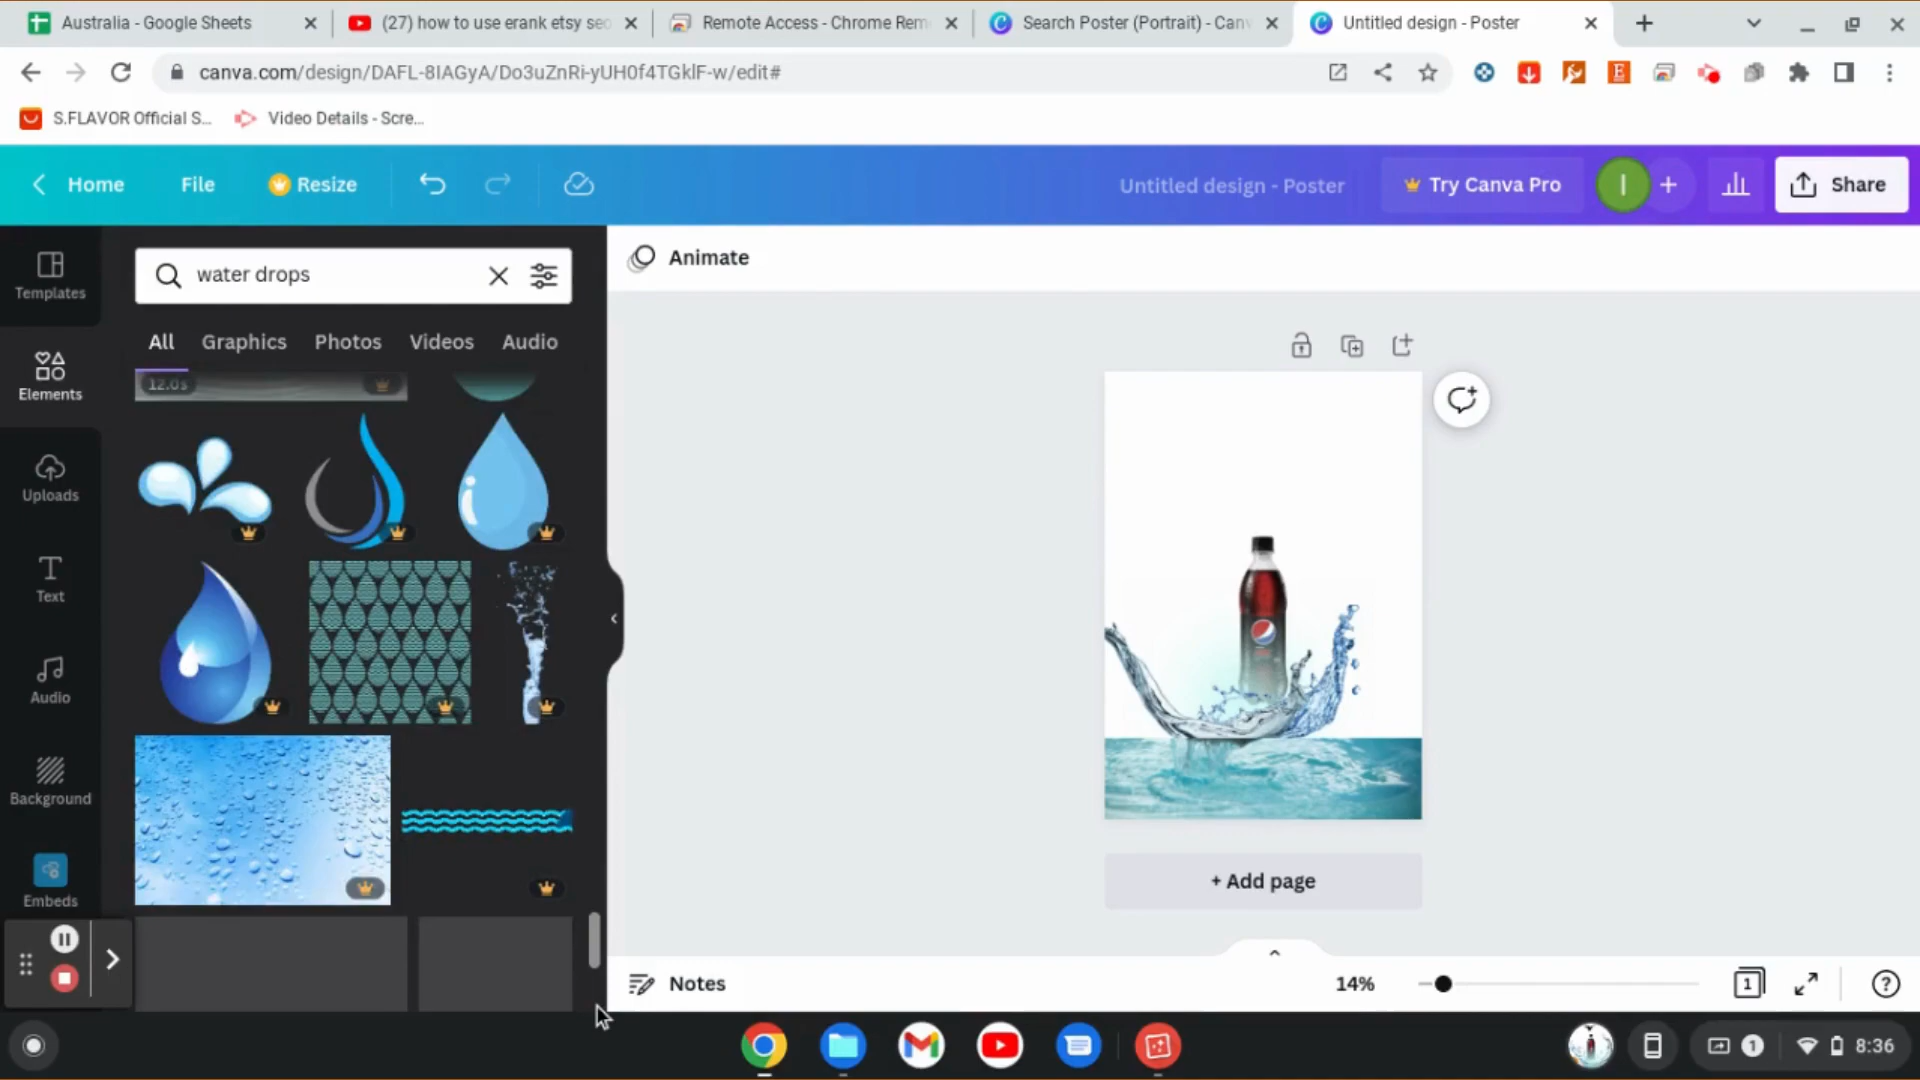 Australia - Google Sheets
(27) how to use erank etsy seo
Remote Access - Chrome Rem
Search Poster (Portrait) - Canv
Untitled design - Poster
canva.com/design/DAFL-8IAGyA/Do3uZnRi-yUH0f4TGklF-w/edit#
S.FLAVOR Official S...
Video Details - Scre...
Home
File
Resize
Untitled design - Poster
Try Canva Pro
I
Share
Templates
Elements
Uploads
Text
Audio
Background
Embeds
water drops
All
Graphics
Photos
Videos
Audio
12.0s
Animate
+ Add page
Notes
14%
1
1
8:36